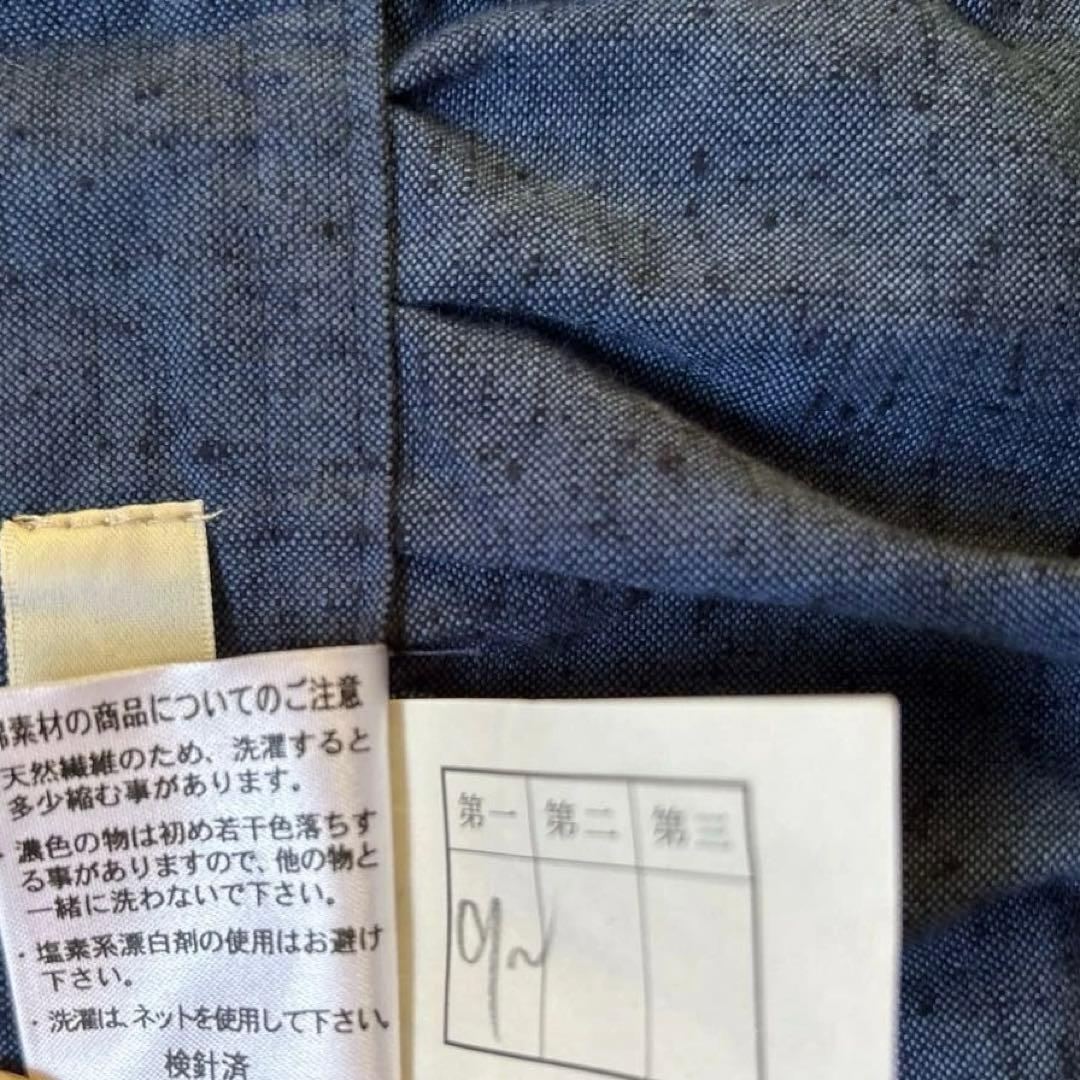 綿素材の商品についてのご注意
天然繊維のため、洗濯すると
多少縮む事があります。
・濃色の物は初め若干色落ちす
る事がありますので、他の物と
一緒に洗わないで下さい。
・塩素系漂白剤の使用はお避け
下さい。
・洗濯は、ネットを使用して下さい。
検針済
第一 第二 第三